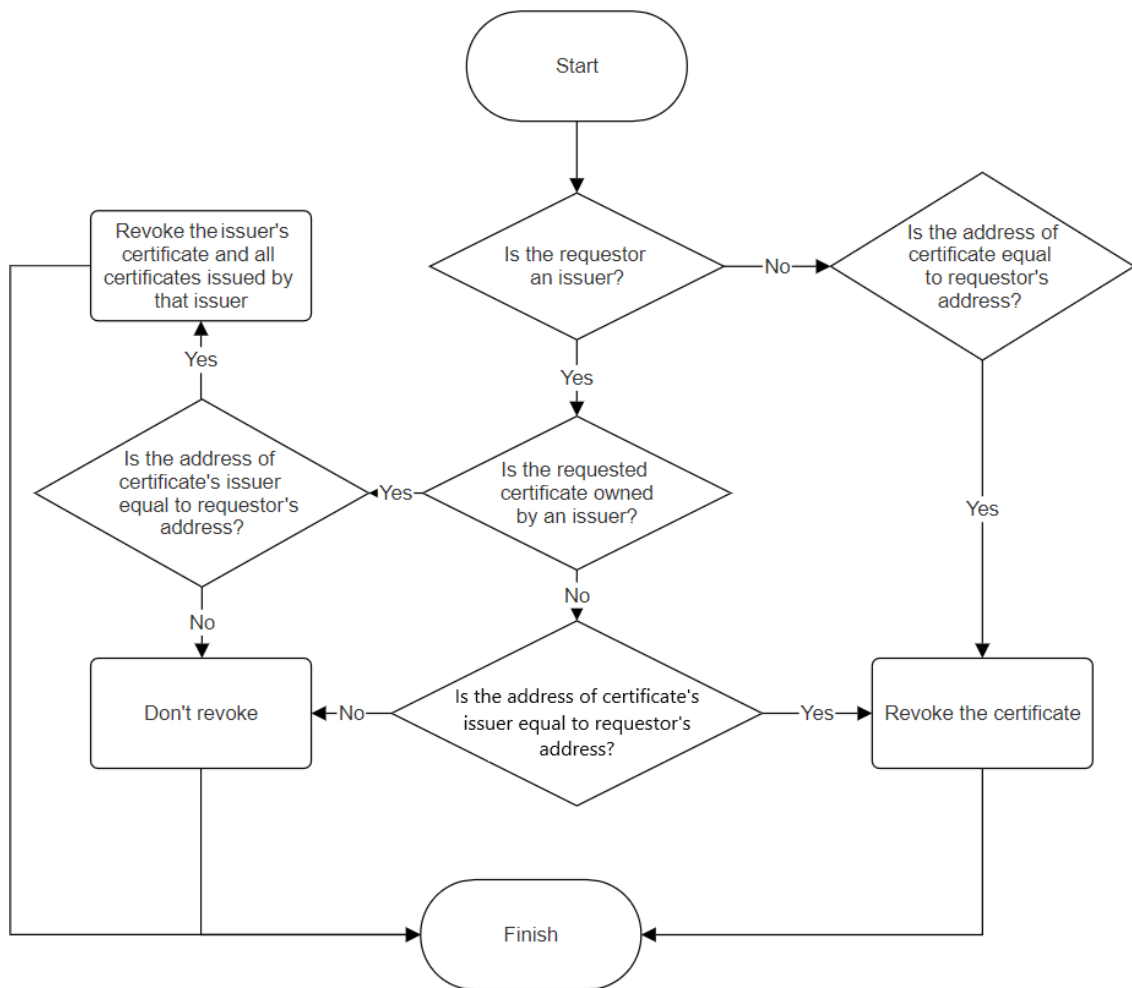 Start
Is the requestor
an issuer?
No
Is the address of
certificate equal
to requestor's
address?
Revoke the issuer's
certificate and all
certificates issued by
that issuer
Yes
Yes
Is the address of
certificate's issuer
equal to requestor's
address?
Yes
Is the requested
certificate owned
by an issuer?
Yes
No
No
Don't revoke
No
Is the address of certificate's
issuer equal to requestor's
address?
Yes
Revoke the certificate
Finish